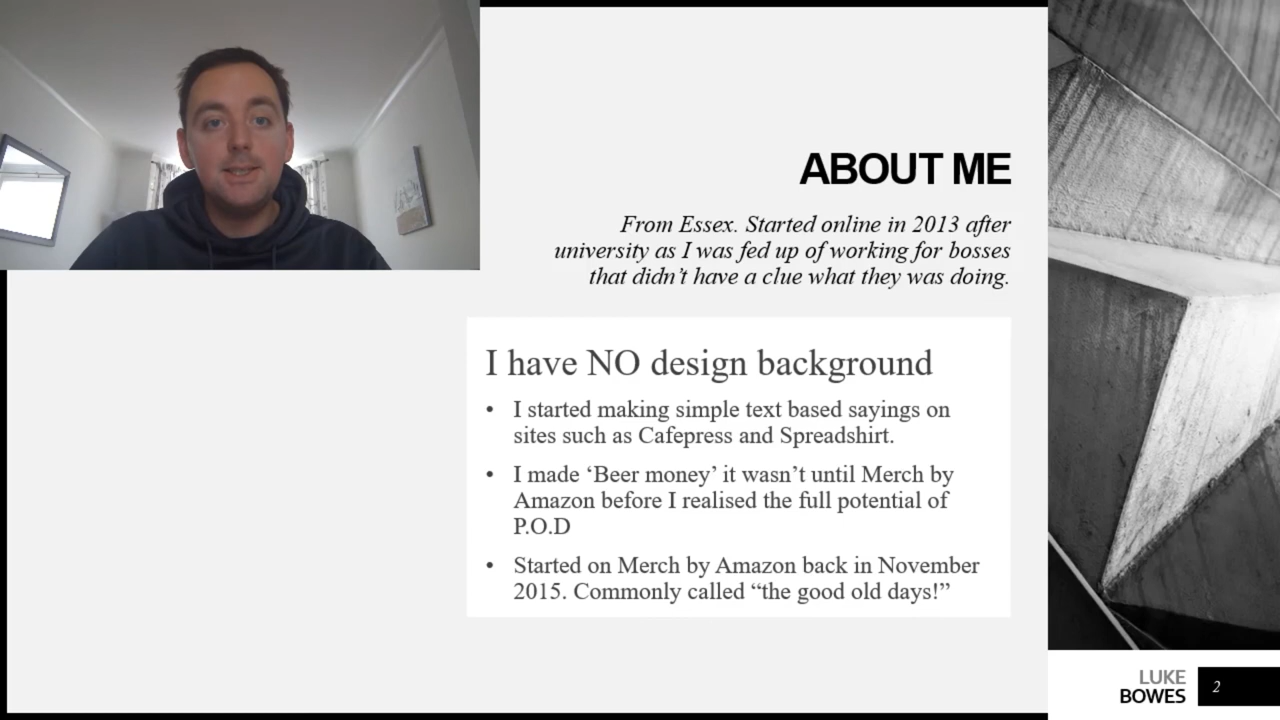 ABOUT ME
From Essex. Started online in 2013 after
university as I was fed up of working for bosses
that didn’t have a clue what they was doing.
I have NO design background
• I started making simple text based sayings on
sites such as Cafepress and Spreadshirt.
• I made ‘Beer money’ it wasn’t until Merch by
Amazon before I realised the full potential of
P.O.D
• Started on Merch by Amazon back in November
2015. Commonly called “the good old days!”
LUKE
BOWES
2